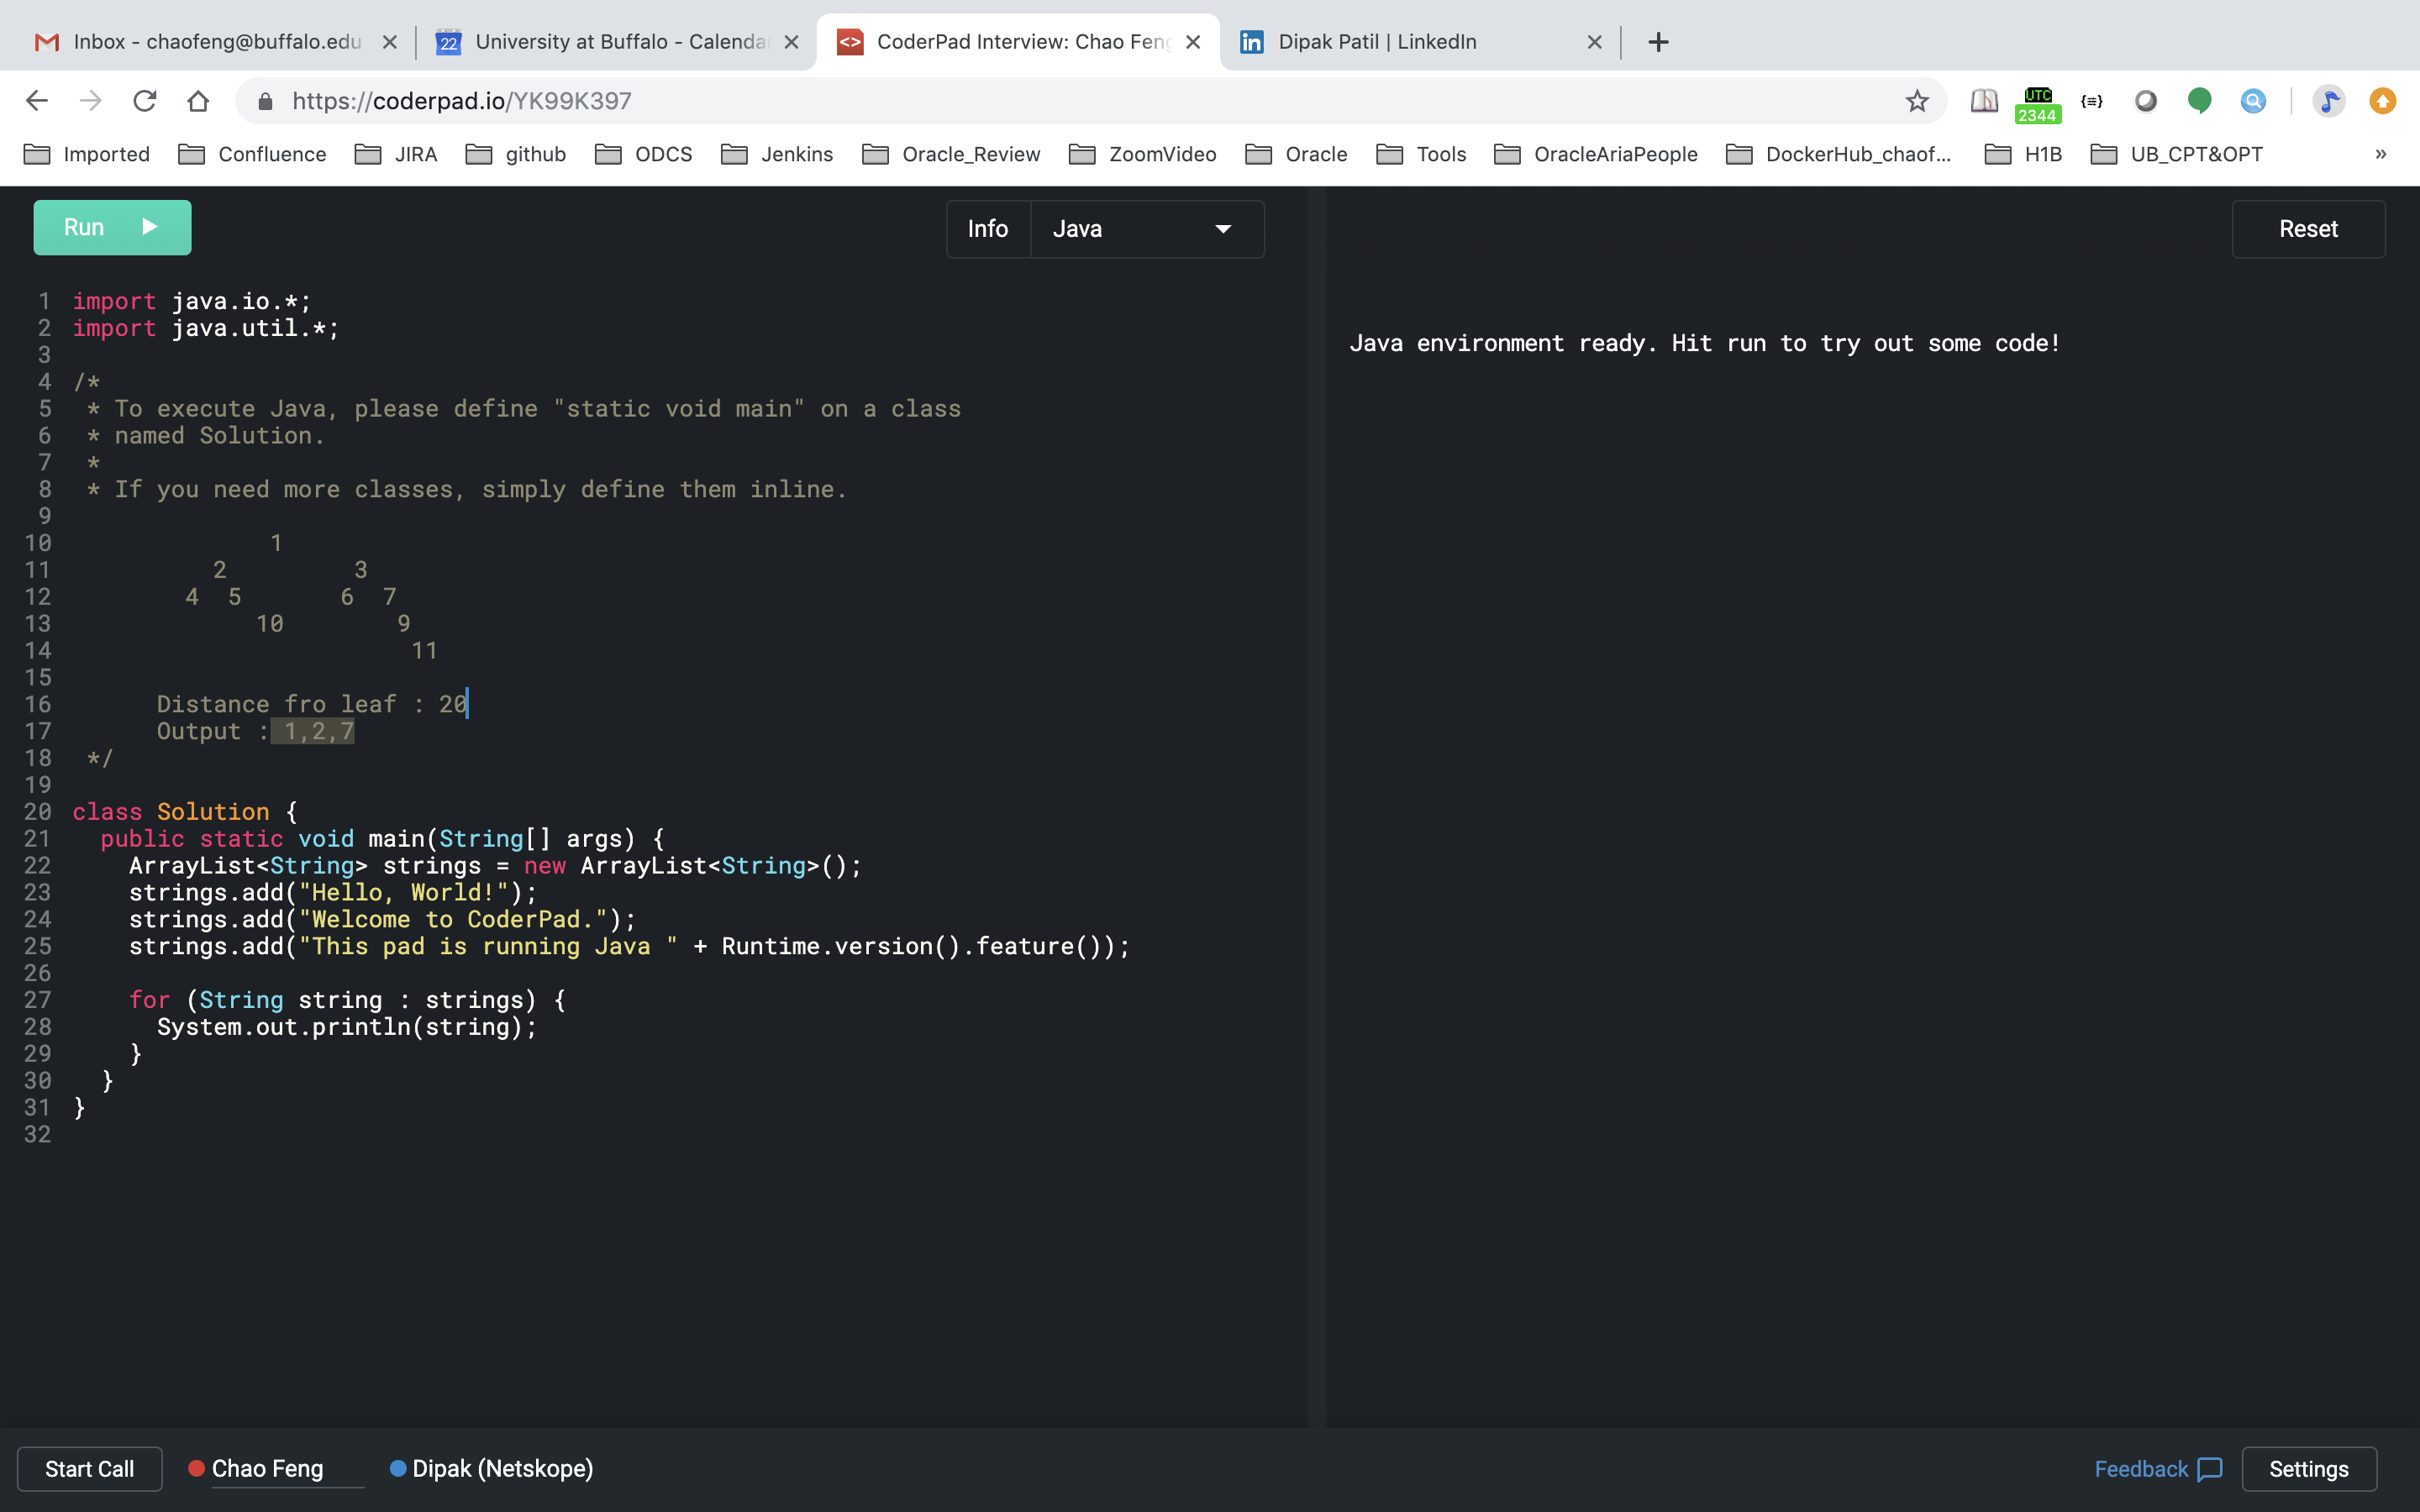 Inbox - chaofeng@buffalo.edu
22 University at Buffalo - Calendar
<> CoderPad Interview: Chao Feng
in Dipak Patil | LinkedIn
https://coderpad.io/YK99K397
UTC
2344
Imported Confluence JIRA github ODCS Jenkins Oracle_Review ZoomVideo Oracle Tools OracleAriaPeople DockerHub_chaof... H1B UB_CPT&OPT »
Run Info Java Reset
1 import java.io.*;
2 import java.util.*;
3
4 /*
5  * To execute Java, please define "static void main" on a class
6  * named Solution.
7  *
8  * If you need more classes, simply define them inline.
9
10               1
11           2         3
12         4  5       6  7
13              10        9
14                         11
15
16       Distance fro leaf : 20
17       Output : 1,2,7
18  */
19
20 class Solution {
21   public static void main(String[] args) {
22     ArrayList<String> strings = new ArrayList<String>();
23     strings.add("Hello, World!");
24     strings.add("Welcome to CoderPad.");
25     strings.add("This pad is running Java " + Runtime.version().feature());
26
27     for (String string : strings) {
28       System.out.println(string);
29     }
30   }
31 }
32
Java environment ready. Hit run to try out some code!
Start Call Chao Feng Dipak (Netskope) Feedback Settings